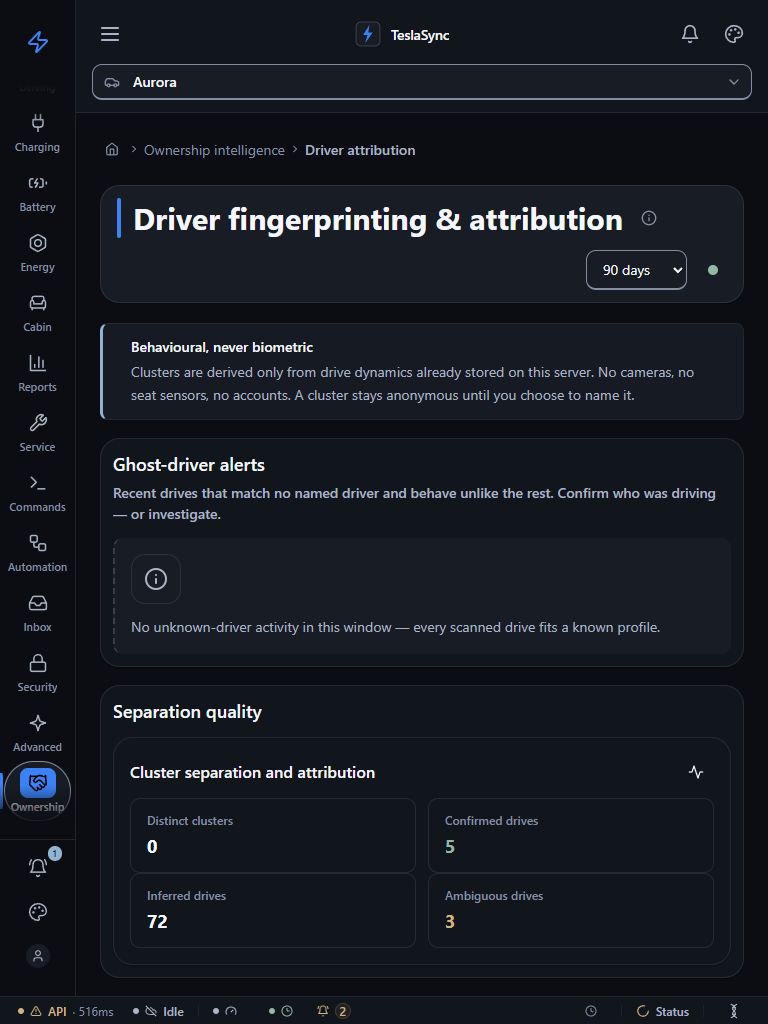 TeslaSync
Aurora
Charging
Battery
Energy
Cabin
Reports
Service
Commands
Automation
Inbox
Security
Advanced
Ownership
1
Ownership intelligence > Driver attribution
Driver fingerprinting & attribution
90 days
Behavioural, never biometric
Clusters are derived only from drive dynamics already stored on this server. No cameras, no
seat sensors, no accounts. A cluster stays anonymous until you choose to name it.
Ghost-driver alerts
Recent drives that match no named driver and behave unlike the rest. Confirm who was driving
— or investigate.
No unknown-driver activity in this window — every scanned drive fits a known profile.
Separation quality
Cluster separation and attribution
Distinct clusters
0
Confirmed drives
5
Inferred drives
72
Ambiguous drives
3
API · 516ms
Idle
2
Status